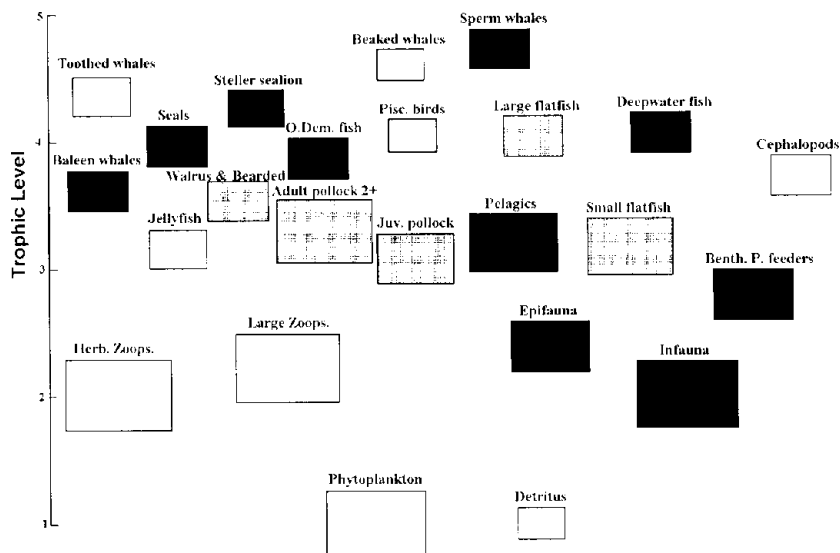 5
Sperm whales
Beaked whales
Toothed whales
Steller sealion
Seals
Pisc. birds
Large flatfish
Deepwater fish
4
O.Dem. fish
Cephalopods
Baleen whales
Walrus & Bearded
Adult pollock 2+
Trophic Level
Jellyfish
Juv. pollock
Pelagics
Small flatfish
3
Benth. P. feeders
Epifauna
Large Zoops.
Herb. Zoops.
Infauna
2
Phytoplankton
Detritus
1